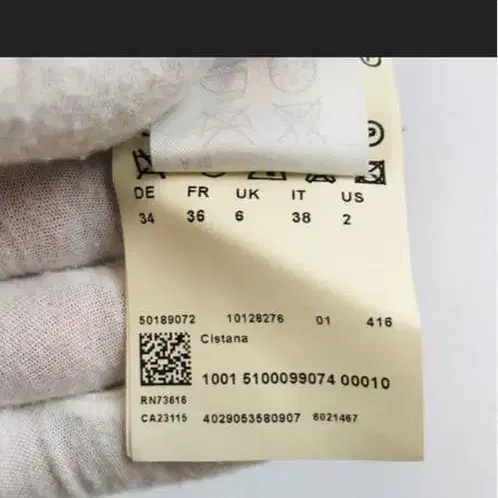 DE FR UK IT US
34 36 6 38 2
50189072 10128276 01 416
Cistana
1001 5100099074 00010
RN73616
CA23115 4029053580907 6021467